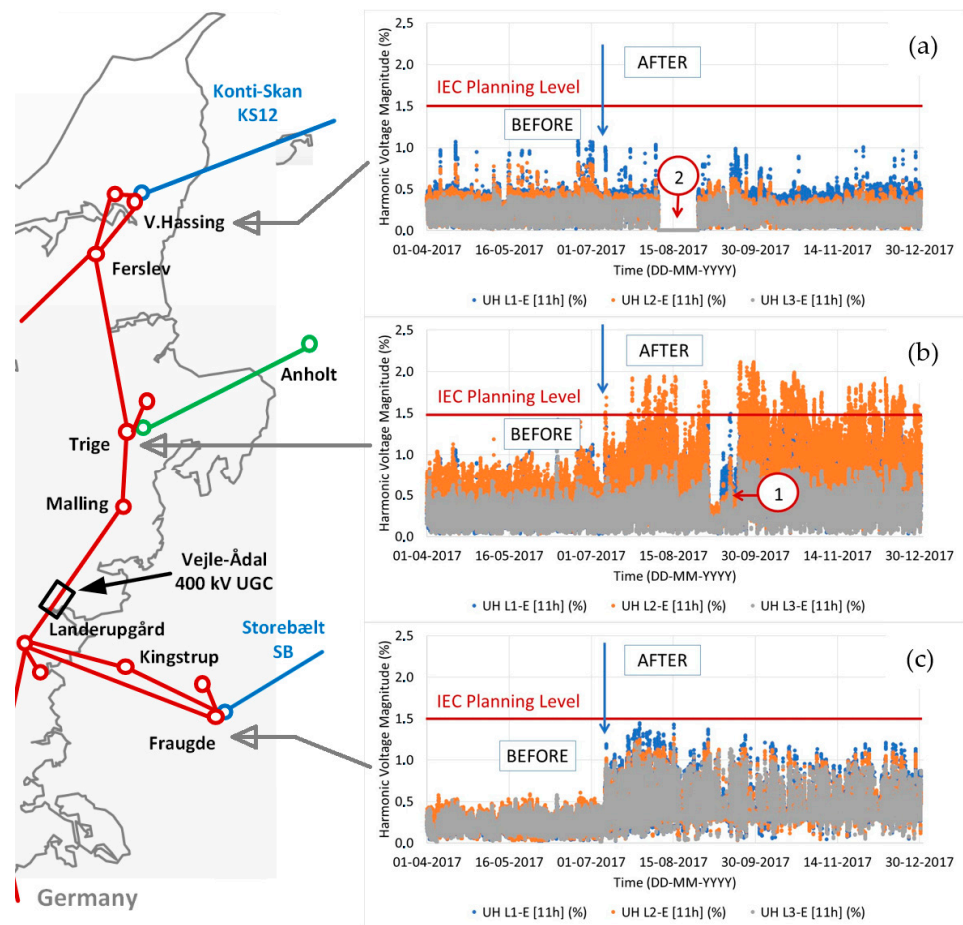 Konti-Skan
KS12
V.Hassing
Ferslev
Anholt
Trige
Malling
Vejle-Ådal
400 kV UGC
Landerupgård
Storebælt
SB
Kingstrup
Fraugde
Germany
(a)
Harmonic Voltage Magnitude (%)
2,5
2,0
1,5
1,0
0,5
0,0
AFTER
IEC Planning Level
BEFORE
2
01-04-2017 16-05-2017 01-07-2017 15-08-2017 30-09-2017 14-11-2017 30-12-2017
Time (DD-MM-YYYY)
UH L1-E [11h] (%) UH L2-E [11h] (%) UH L3-E [11h] (%)
(b)
Harmonic Voltage Magnitude (%)
2,5
2,0
1,5
1,0
0,5
0,0
AFTER
IEC Planning Level
BEFORE
1
01-04-2017 16-05-2017 01-07-2017 15-08-2017 30-09-2017 14-11-2017 30-12-2017
Time (DD-MM-YYYY)
UH L1-E [11h] (%) UH L2-E [11h] (%) UH L3-E [11h] (%)
(c)
Harmonic Voltage Magnitude (%)
2,5
2,0
1,5
1,0
0,5
0,0
AFTER
IEC Planning Level
BEFORE
01-04-2017 16-05-2017 01-07-2017 15-08-2017 30-09-2017 14-11-2017 30-12-2017
Time (DD-MM-YYYY)
UH L1-E [11h] (%) UH L2-E [11h] (%) UH L3-E [11h] (%)